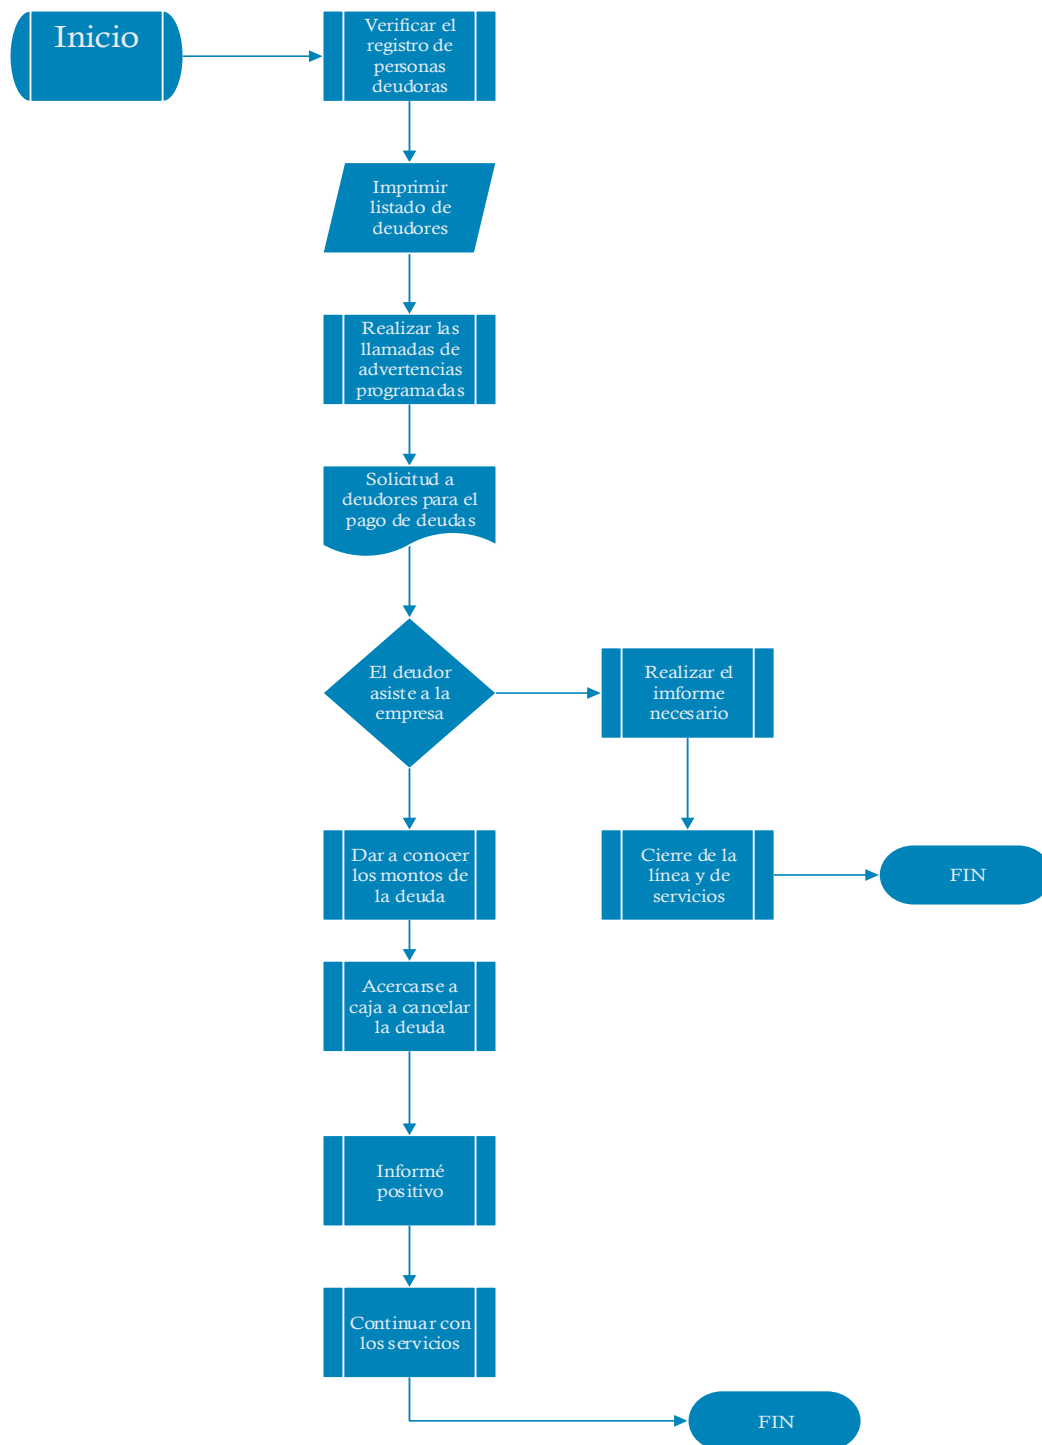 Inicio
Verificar el
registro de
personas
deudoras
Imprimir
listado de
deudores
Realizar las
llamadas de
advertencias
programadas
Solicitud a
deudores para el
pago de deudas
El deudor
asiste a la
empresa
Realizar el
imforme
necesario
Dar a conocer
los montos de
la deuda
Cierre de la
línea y de
servicios
FIN
Acercarse a
caja a cancelar
la deuda
Informé
positivo
Continuar con
los servicios
FIN